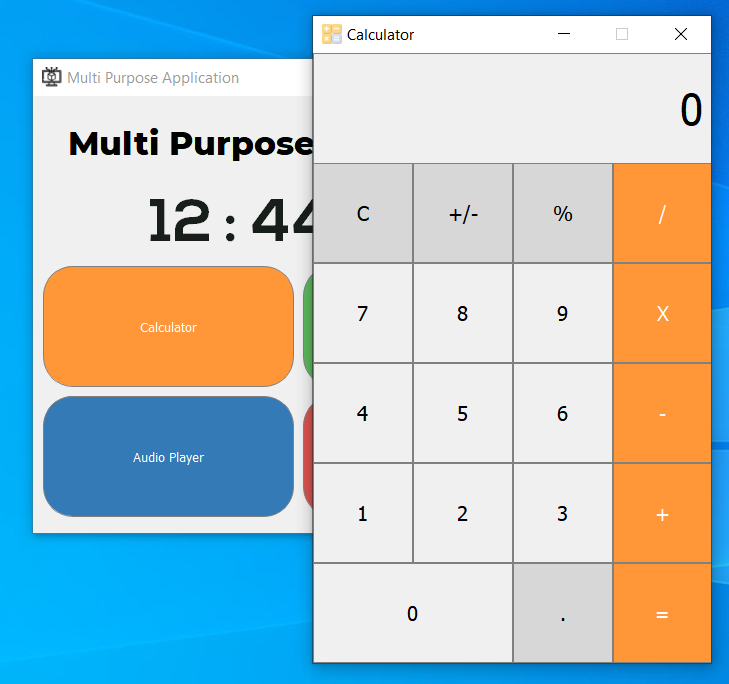 Multi Purpose Application
Multi Purpose
12 : 44
Calculator
Audio Player
Calculator
0
C +/- % /
7 8 9 X
4 5 6 -
1 2 3 +
0 . =